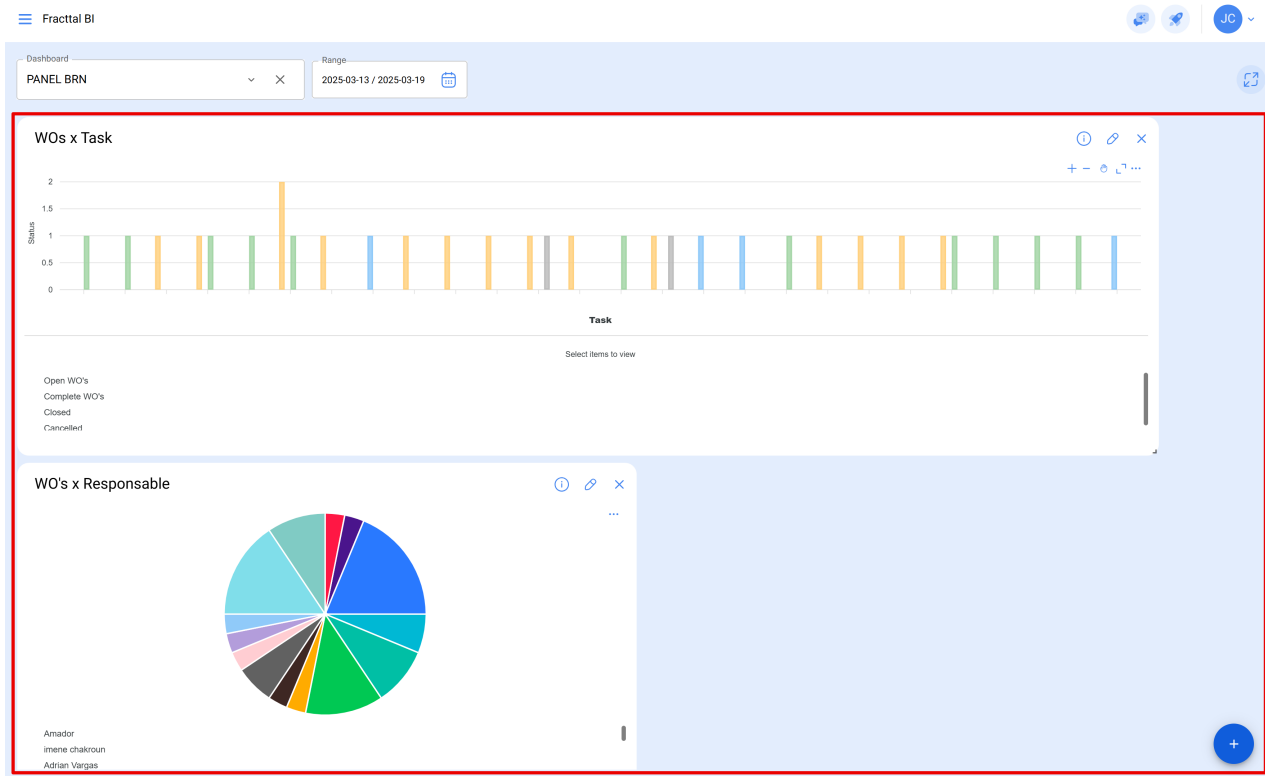 Fracttal BI
JC
Dashboard
PANEL BRN
Range
2025-03-13 / 2025-03-19
WOs x Task
2
1.5
1
0.5
0
Status
Task
Select items to view
Open WO's
Complete WO's
Closed
Cancelled
WO's x Responsable
Amador
imene chakroun
Adrian Vargas